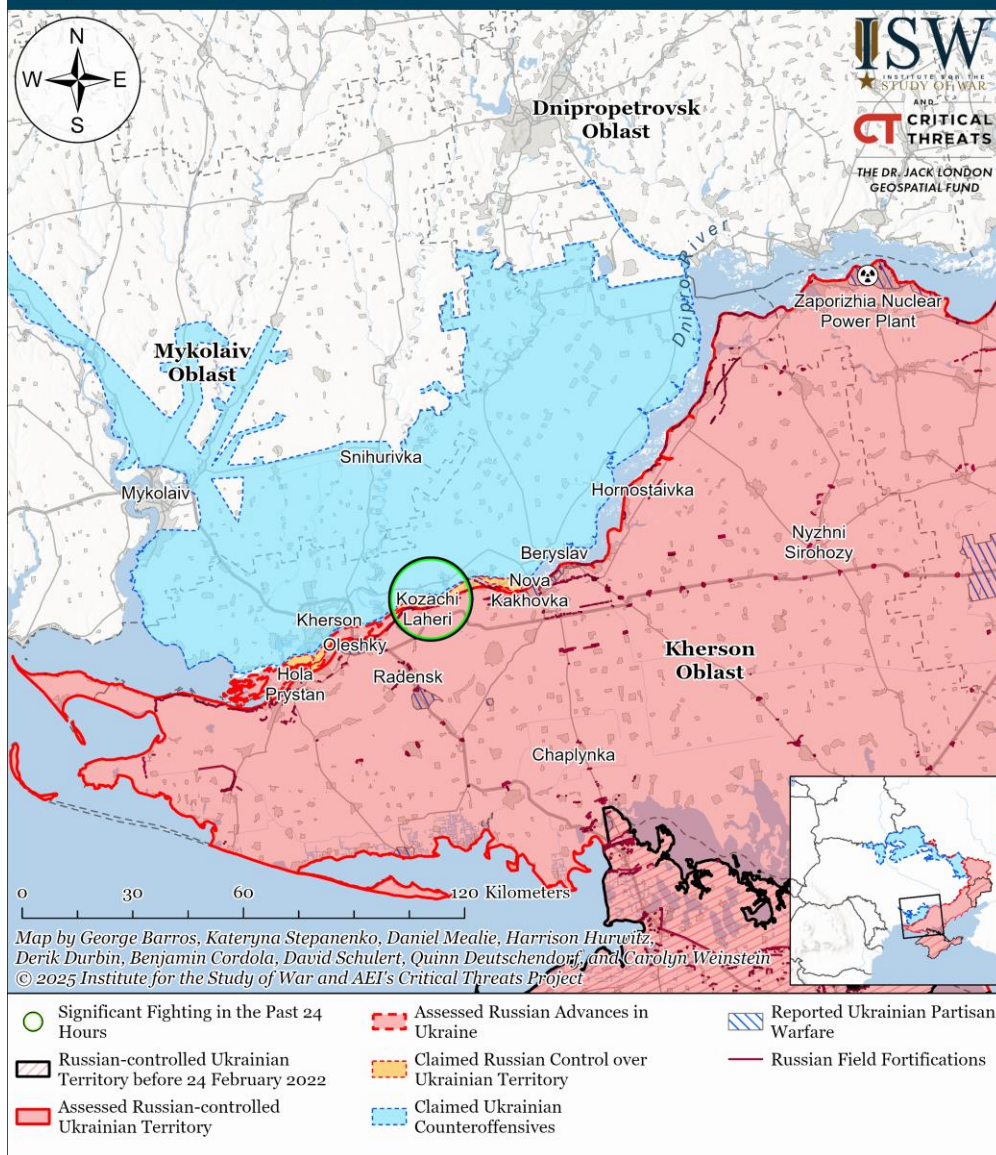 N
W E
S
ISW
INSTITUTE FOR THE
STUDY OF WAR
AND
CT CRITICAL
THREATS
THE DR. JACK LONDON
GEOSPATIAL FUND
Dnipropetrovsk
Oblast
Dnipro River
Zaporizhia Nuclear
Power Plant
Mykolaiv
Oblast
Snihurivka
Mykolaiv
Hornostaivka
Nyzhni
Sirohozy
Beryslav
Nova
Kakhovka
Kozachi
Laheri
Kherson
Oleshky
Hola
Prystan
Radensk
Kherson
Oblast
Chaplynka
0 30 60 120 Kilometers
Map by George Barros, Kateryna Stepanenko, Daniel Mealie, Harrison Hurwitz,
Derik Durbin, Benjamin Cordola, David Schulert, Quinn Deutschendorf, and Carolyn Weinstein
© 2025 Institute for the Study of War and AEI's Critical Threats Project
Significant Fighting in the Past 24
Hours
Russian-controlled Ukrainian
Territory before 24 February 2022
Assessed Russian-controlled
Ukrainian Territory
Assessed Russian Advances in
Ukraine
Claimed Russian Control over
Ukrainian Territory
Claimed Ukrainian
Counteroffensives
Reported Ukrainian Partisan
Warfare
Russian Field Fortifications